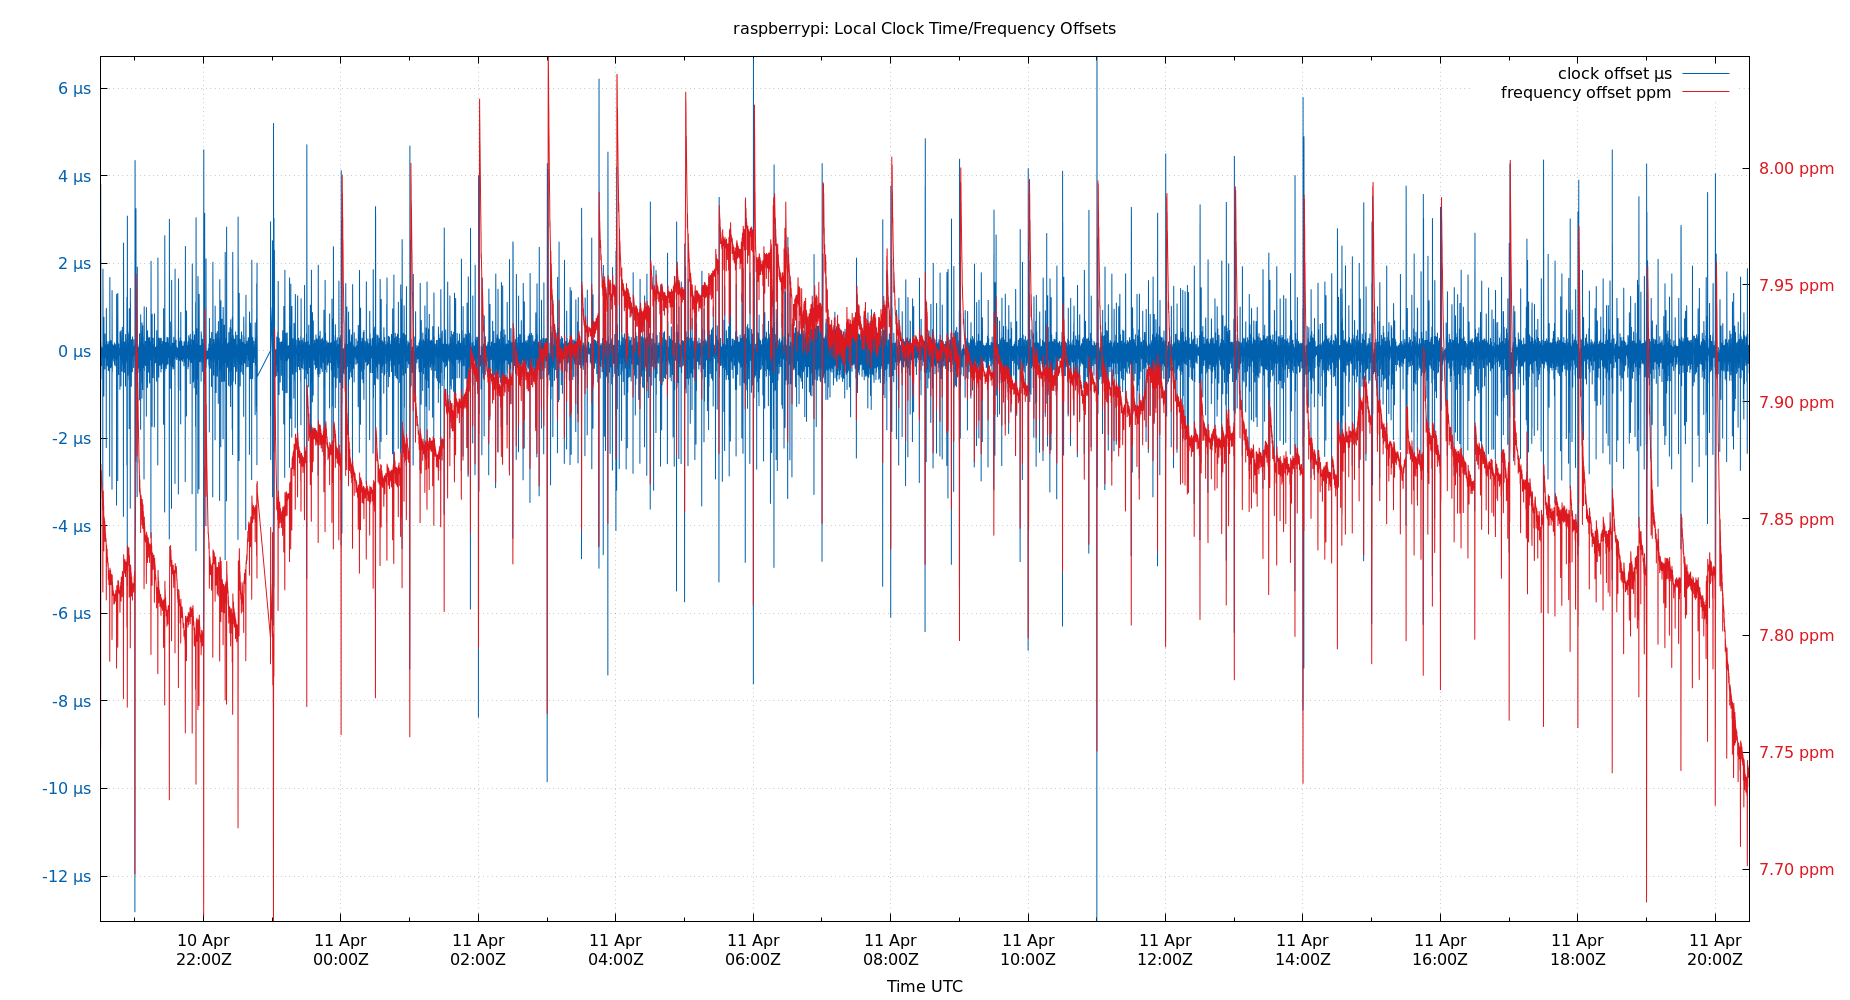 raspberrypi: Local Clock Time/Frequency Offsets
clock offset µs
frequency offset ppm
6 µs
4 µs
2 µs
0 µs
-2 µs
-4 µs
-6 µs
-8 µs
-10 µs
-12 µs
8.00 ppm
7.95 ppm
7.90 ppm
7.85 ppm
7.80 ppm
7.75 ppm
7.70 ppm
10 Apr 11 Apr 11 Apr 11 Apr 11 Apr 11 Apr 11 Apr 11 Apr 11 Apr 11 Apr 11 Apr 11 Apr
22:00Z 00:00Z 02:00Z 04:00Z 06:00Z 08:00Z 10:00Z 12:00Z 14:00Z 16:00Z 18:00Z 20:00Z
Time UTC